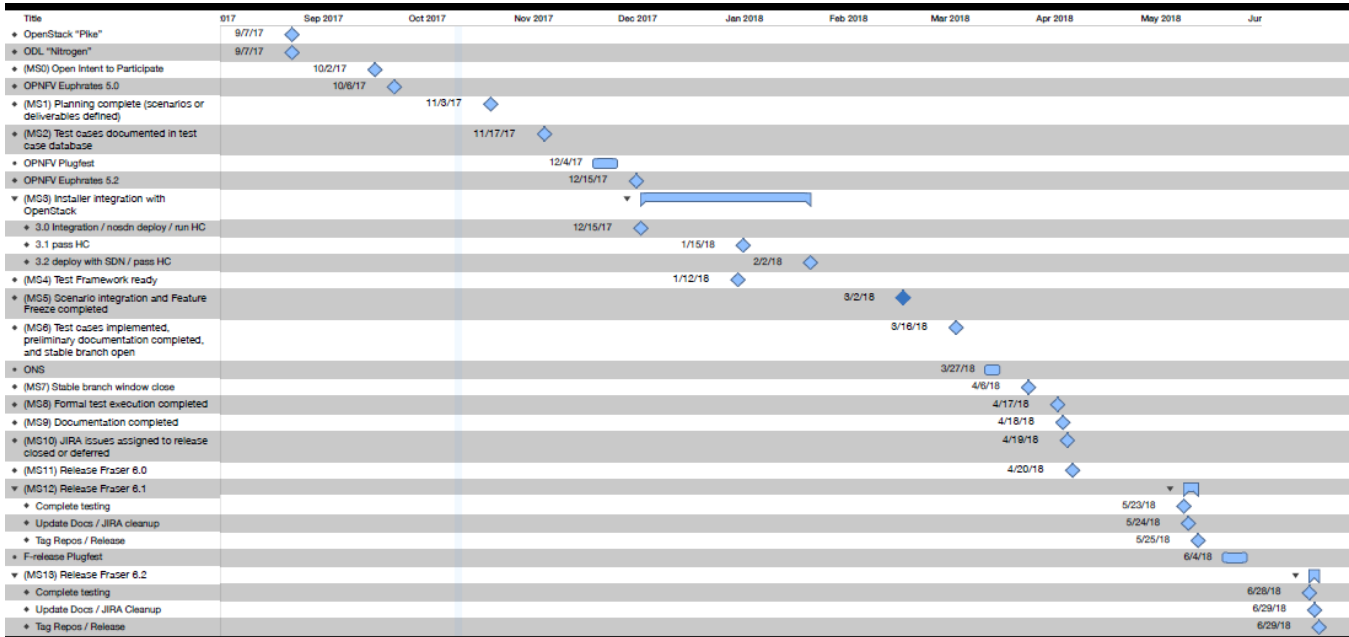 Title 017 Sep 2017 Oct 2017 Nov 2017 Dec 2017 Jan 2018 Feb 2018 Mar 2018 Apr 2018 May 2018 Jur
OpenStack "Pike" 9/7/17
ODL "Nitrogen" 9/7/17
(MS0) Open Intent to Participate 10/2/17
OPNFV Euphrates 5.0 10/6/17
(MS1) Planning complete (scenarios or 11/3/17
deliverables defined)
(MS2) Test cases documented in test 11/17/17
case database
OPNFV Plugfest 12/4/17
OPNFV Euphrates 5.2 12/15/17
(MS3) Installer integration with
OpenStack
3.0 Integration / nosdn deploy / run HC 12/15/17
3.1 pass HC 1/15/18
3.2 deploy with SDN / pass HC 2/2/18
(MS4) Test Framework ready 1/12/18
(MS5) Scenario integration and Feature 3/2/18
Freeze completed
(MS6) Test cases implemented, 3/16/18
preliminary documentation completed,
and stable branch open
ONS 3/27/18
(MS7) Stable branch window close 4/6/18
(MS8) Formal test execution completed 4/17/18
(MS9) Documentation completed 4/18/18
(MS10) JIRA issues assigned to release 4/19/18
closed or deferred
(MS11) Release Fraser 6.0 4/20/18
(MS12) Release Fraser 6.1
Complete testing 5/23/18
Update Docs / JIRA cleanup 5/24/18
Tag Repos / Release 5/25/18
F-release Plugfest 6/4/18
(MS13) Release Fraser 6.2
Complete testing 6/28/18
Update Docs / JIRA Cleanup 6/29/18
Tag Repos / Release 6/29/18